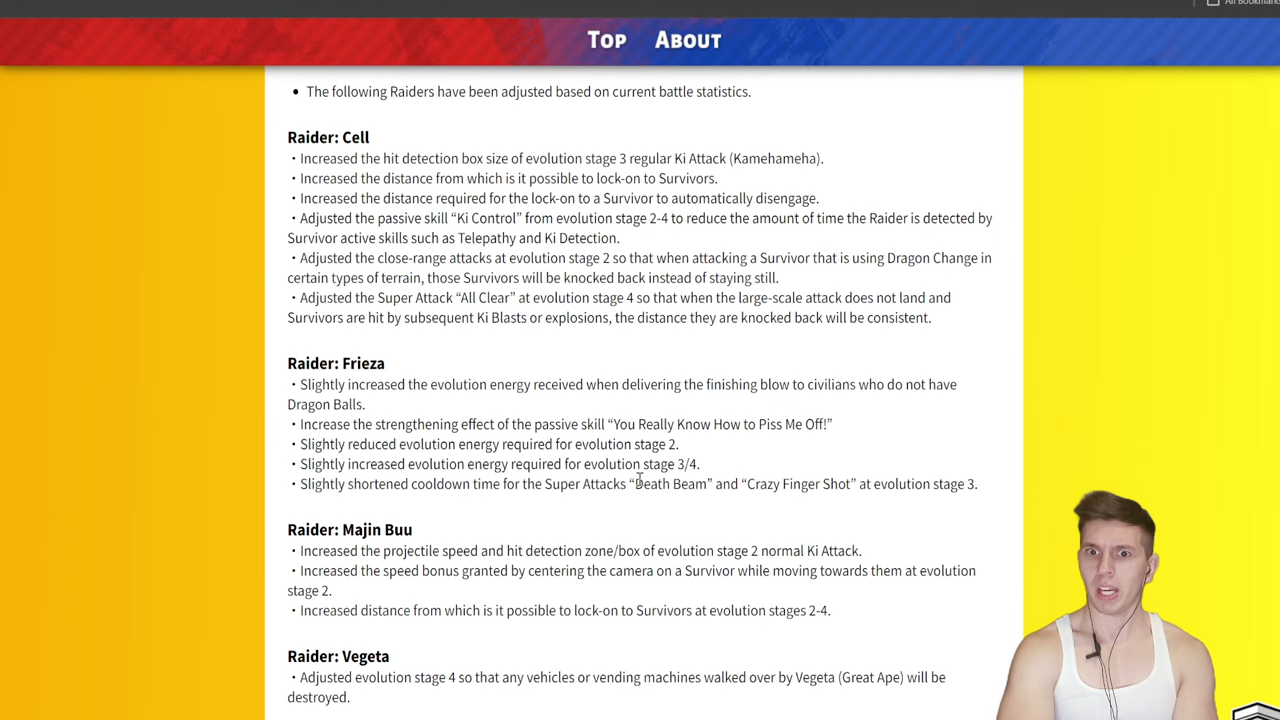 All Bookmarks
TOP ABOUT
• The following Raiders have been adjusted based on current battle statistics.
Raider: Cell
・Increased the hit detection box size of evolution stage 3 regular Ki Attack (Kamehameha).
・Increased the distance from which is it possible to lock-on to Survivors.
・Increased the distance required for the lock-on to a Survivor to automatically disengage.
・Adjusted the passive skill “Ki Control” from evolution stage 2-4 to reduce the amount of time the Raider is detected by
Survivor active skills such as Telepathy and Ki Detection.
・Adjusted the close-range attacks at evolution stage 2 so that when attacking a Survivor that is using Dragon Change in
certain types of terrain, those Survivors will be knocked back instead of staying still.
・Adjusted the Super Attack “All Clear” at evolution stage 4 so that when the large-scale attack does not land and
Survivors are hit by subsequent Ki Blasts or explosions, the distance they are knocked back will be consistent.
Raider: Frieza
・Slightly increased the evolution energy received when delivering the finishing blow to civilians who do not have
Dragon Balls.
・Increase the strengthening effect of the passive skill “You Really Know How to Piss Me Off!”
・Slightly reduced evolution energy required for evolution stage 2.
・Slightly increased evolution energy required for evolution stage 3/4.
・Slightly shortened cooldown time for the Super Attacks “Death Beam” and “Crazy Finger Shot” at evolution stage 3.
Raider: Majin Buu
・Increased the projectile speed and hit detection zone/box of evolution stage 2 normal Ki Attack.
・Increased the speed bonus granted by centering the camera on a Survivor while moving towards them at evolution
stage 2.
・Increased distance from which is it possible to lock-on to Survivors at evolution stages 2-4.
Raider: Vegeta
・Adjusted evolution stage 4 so that any vehicles or vending machines walked over by Vegeta (Great Ape) will be
destroyed.